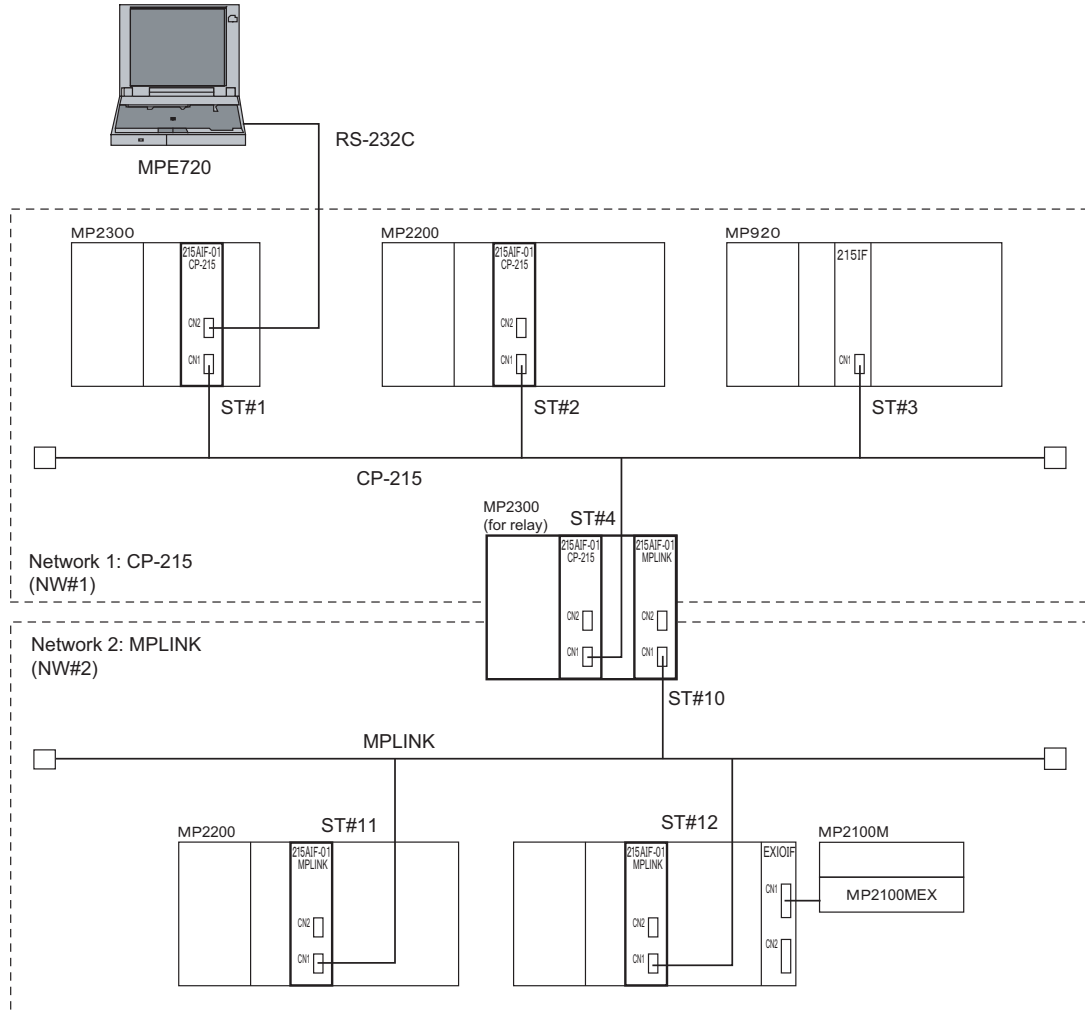 RS-232C
MPE720
MP2300
215AIF-01
CP-215
CN2
CN1
MP2200
215AIF-01
CP-215
CN2
CN1
MP920
215IF
CN1
ST#1
ST#2
ST#3
CP-215
MP2300
(for relay)
ST#4
215AIF-01
CP-215
CN2
CN1
215AIF-01
MPLINK
CN2
CN1
Network 1: CP-215
(NW#1)
Network 2: MPLINK
(NW#2)
ST#10
MPLINK
ST#11
ST#12
MP2200
215AIF-01
MPLINK
CN2
CN1
215AIF-01
MPLINK
CN2
CN1
EXIOIF
CN1
CN2
MP2100M
MP2100MEX